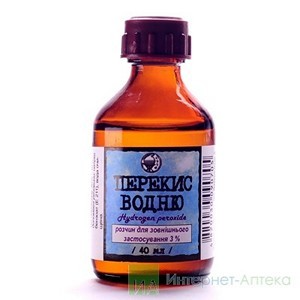 ПЕРЕКИС
ВОДНЮ
Hydrogen peroxide
розчин для зовнішнього
застосування 3 %
/ 40 мл /
Интернет-Аптека